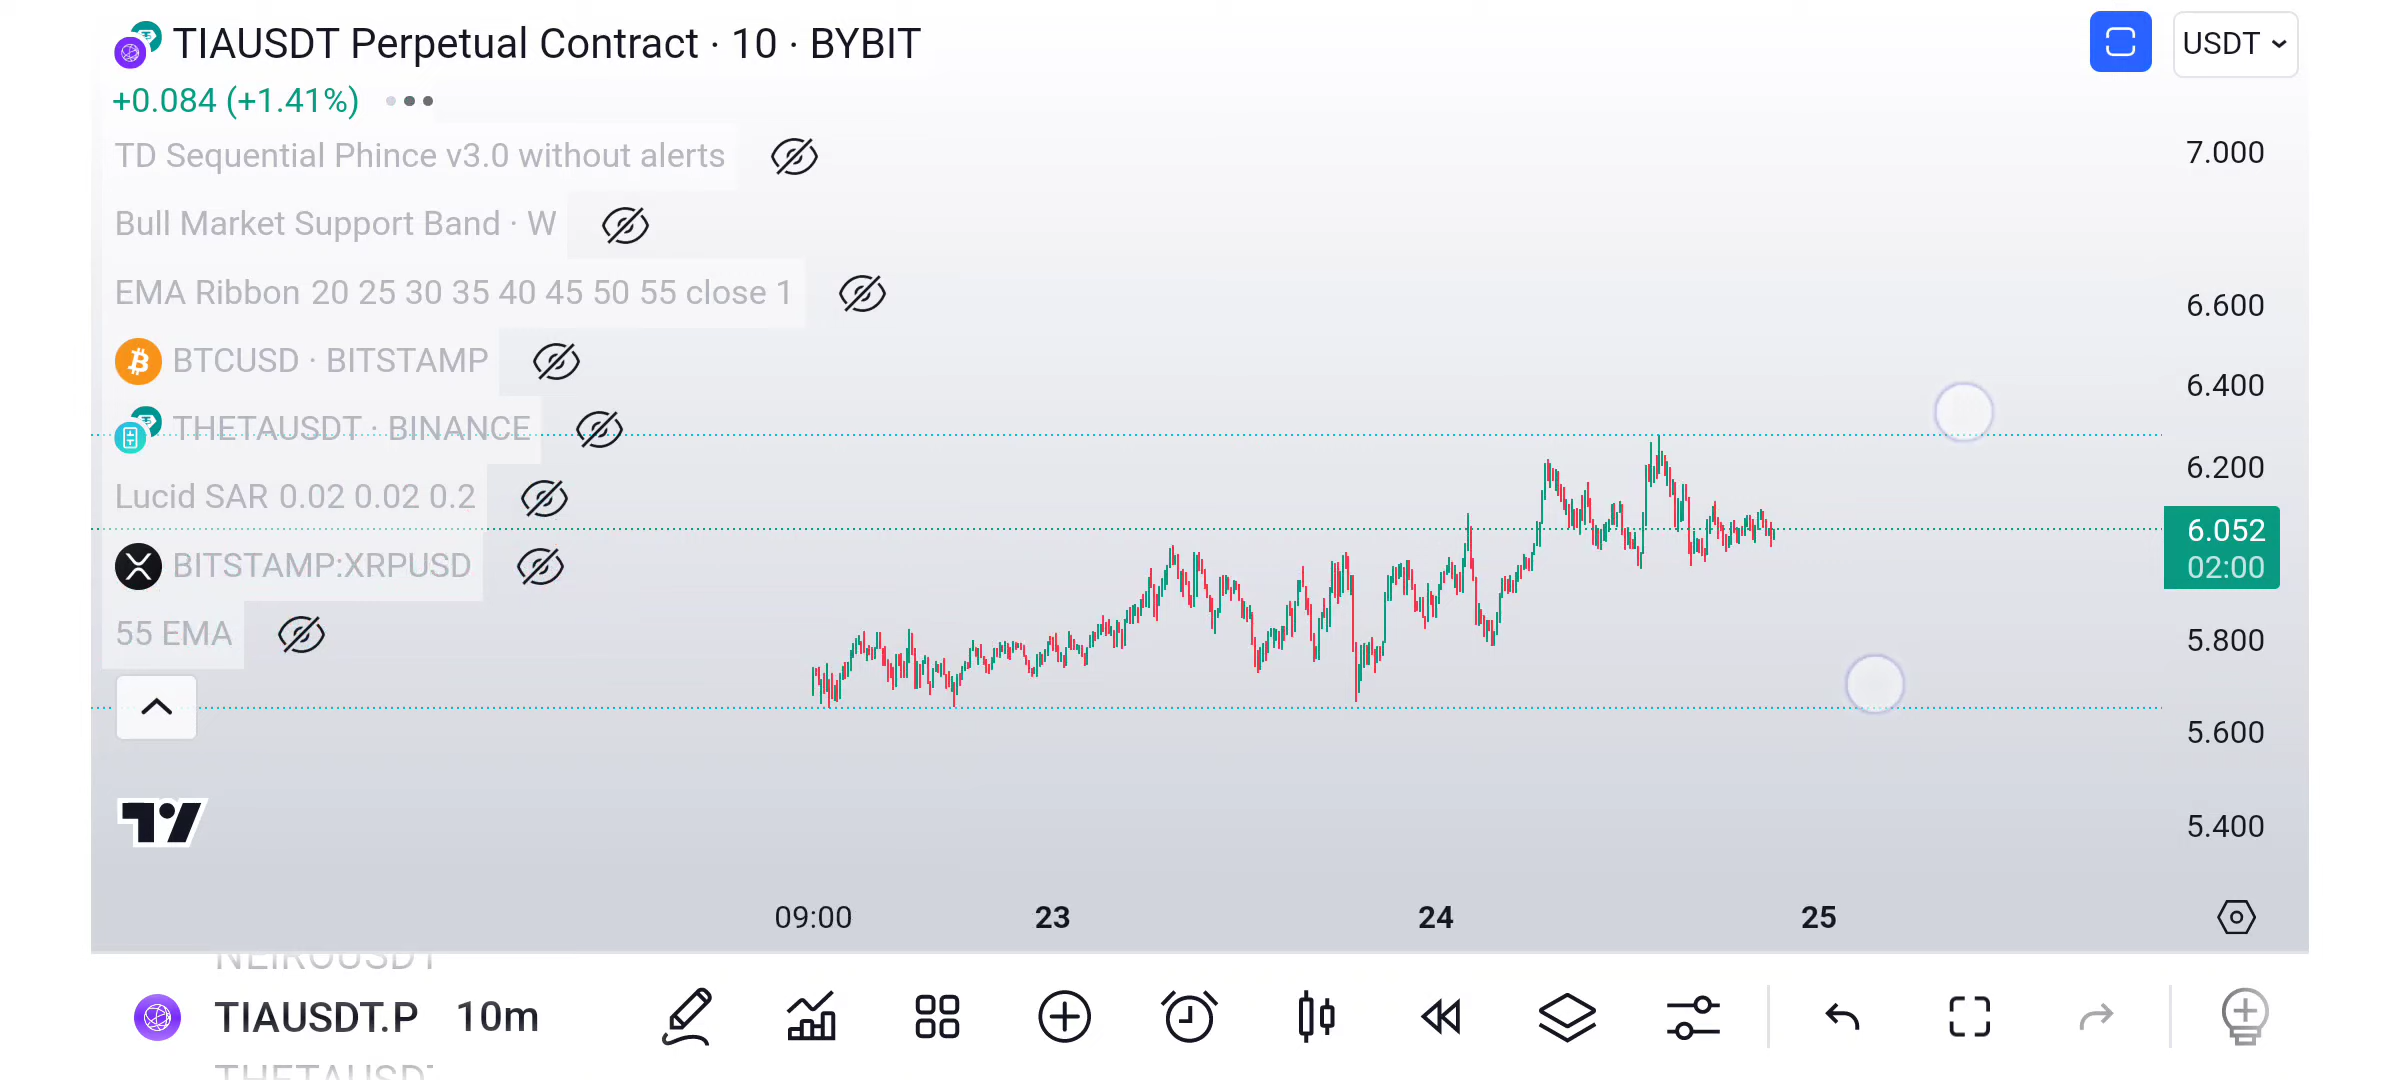 TIAUSDT Perpetual Contract · 10 · BYBIT
USDT
+0.084 (+1.41%)
TD Sequential Phince v3.0 without alerts
7.000
Bull Market Support Band · W
EMA Ribbon 20 25 30 35 40 45 50 55 close 1
6.600
BTCUSD · BITSTAMP
6.400
THETAUSDT · BINANCE
6.200
Lucid SAR 0.02 0.02 0.2
6.052
02:00
BITSTAMP:XRPUSD
55 EMA
5.800
5.600
5.400
09:00 23 24 25
NEIROUSDT
TIAUSDT.P 10m
THETAUSDT